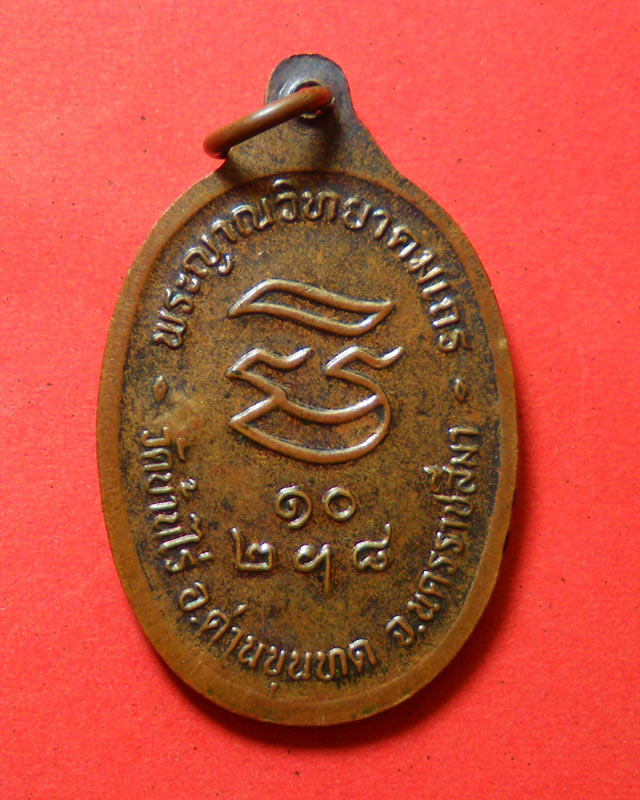 พระญาณวิทยาคมเถร
๑๐
๒ ๕ ๘
วัดบ้านไร่ อ.ด่านขุนทด จ.นครราชสีมา